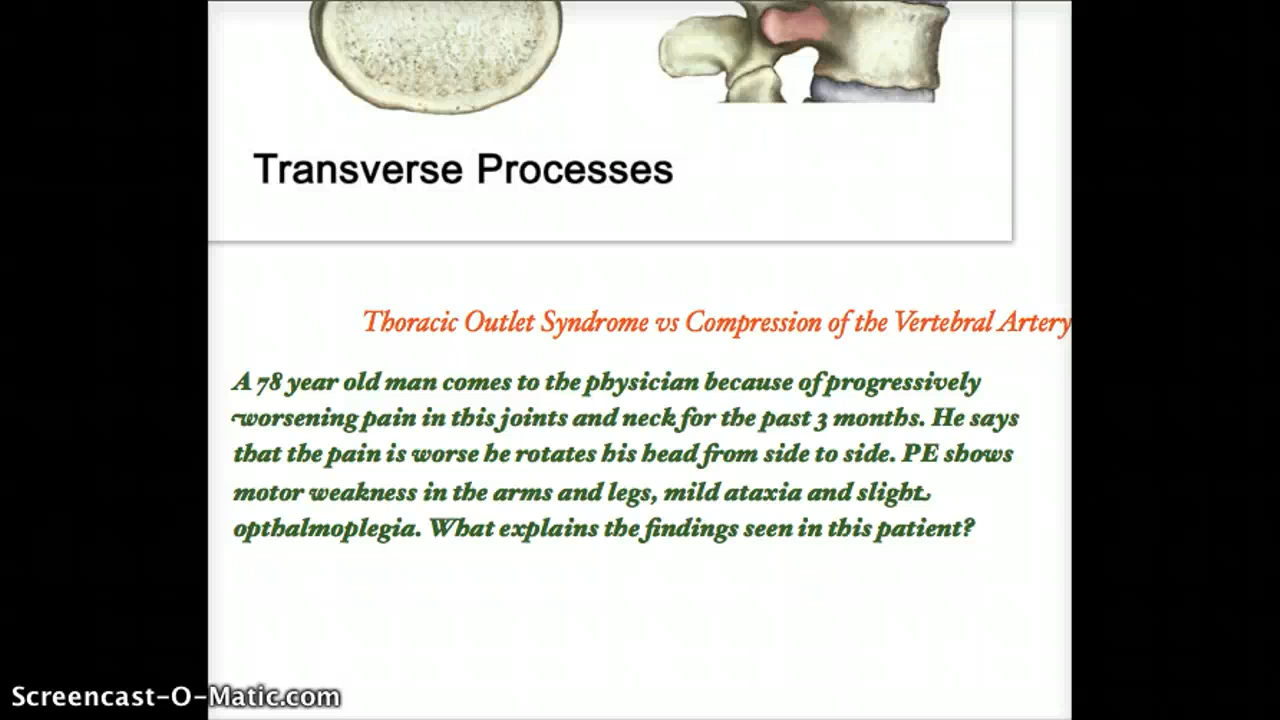 Transverse Processes
Thoracic Outlet Syndrome vs Compression of the Vertebral Artery
A 78 year old man comes to the physician because of progressively
worsening pain in this joints and neck for the past 3 months. He says
that the pain is worse he rotates his head from side to side. PE shows
motor weakness in the arms and legs, mild ataxia and slight
opthalmoplegia. What explains the findings seen in this patient?
Screencast-O-Matic.com